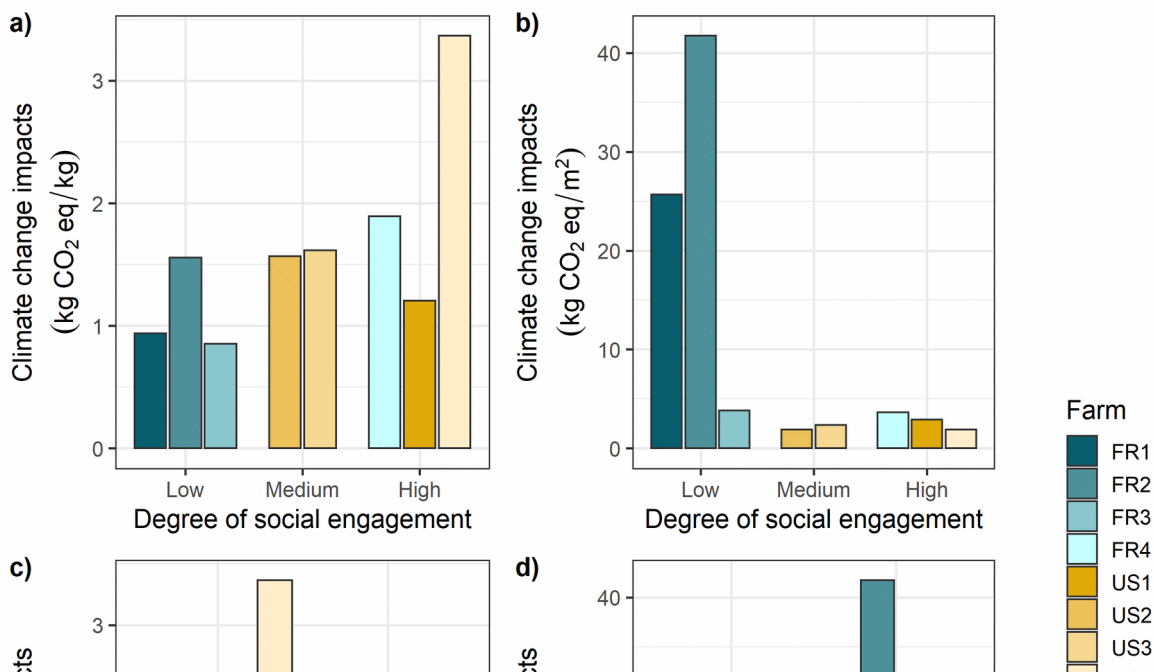 a)
Climate change impacts
(kg CO2 eq/kg)
3
2
1
0
Low Medium High
Degree of social engagement
b)
Climate change impacts
(kg CO2 eq/m²)
40
30
20
10
0
Low Medium High
Degree of social engagement
Farm
FR1
FR2
FR3
FR4
US1
US2
US3
c)
3
d)
40